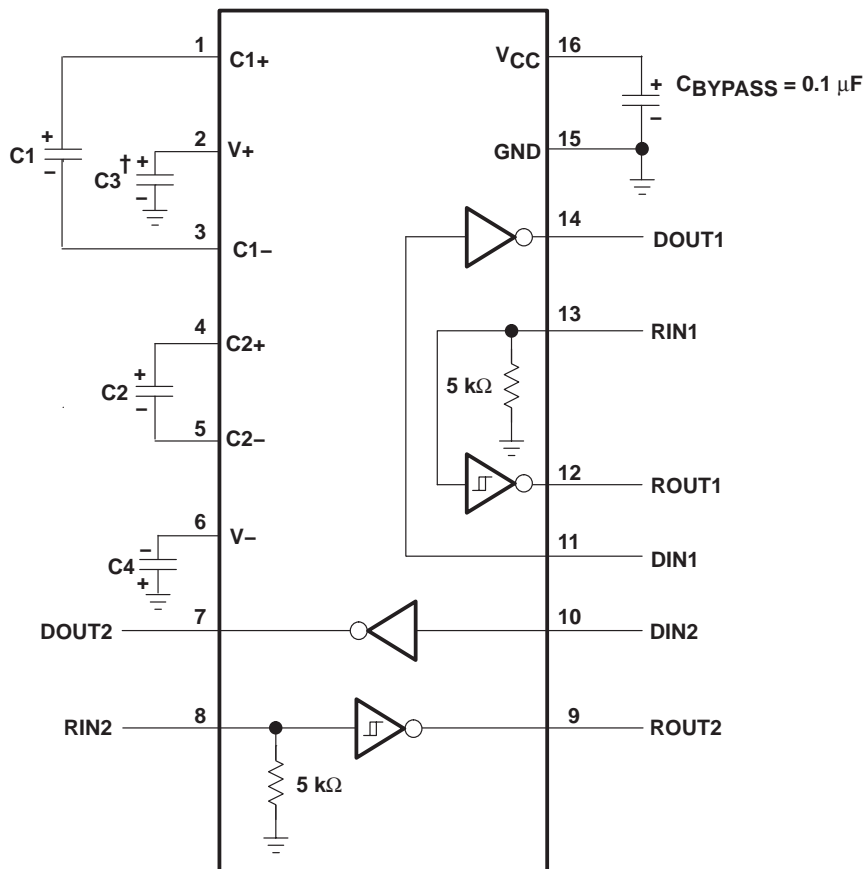 1
C1+
VCC
16
+
–
CBYPASS = 0.1 μF
C1
+
–
2
V+
C3†
+
–
GND
15
3
C1–
14
DOUT1
4
C2+
13
RIN1
C2
+
–
5 kΩ
5
C2–
12
ROUT1
6
V–
C4
–
+
11
DIN1
DOUT2
7
10
DIN2
RIN2
8
9
ROUT2
5 kΩ